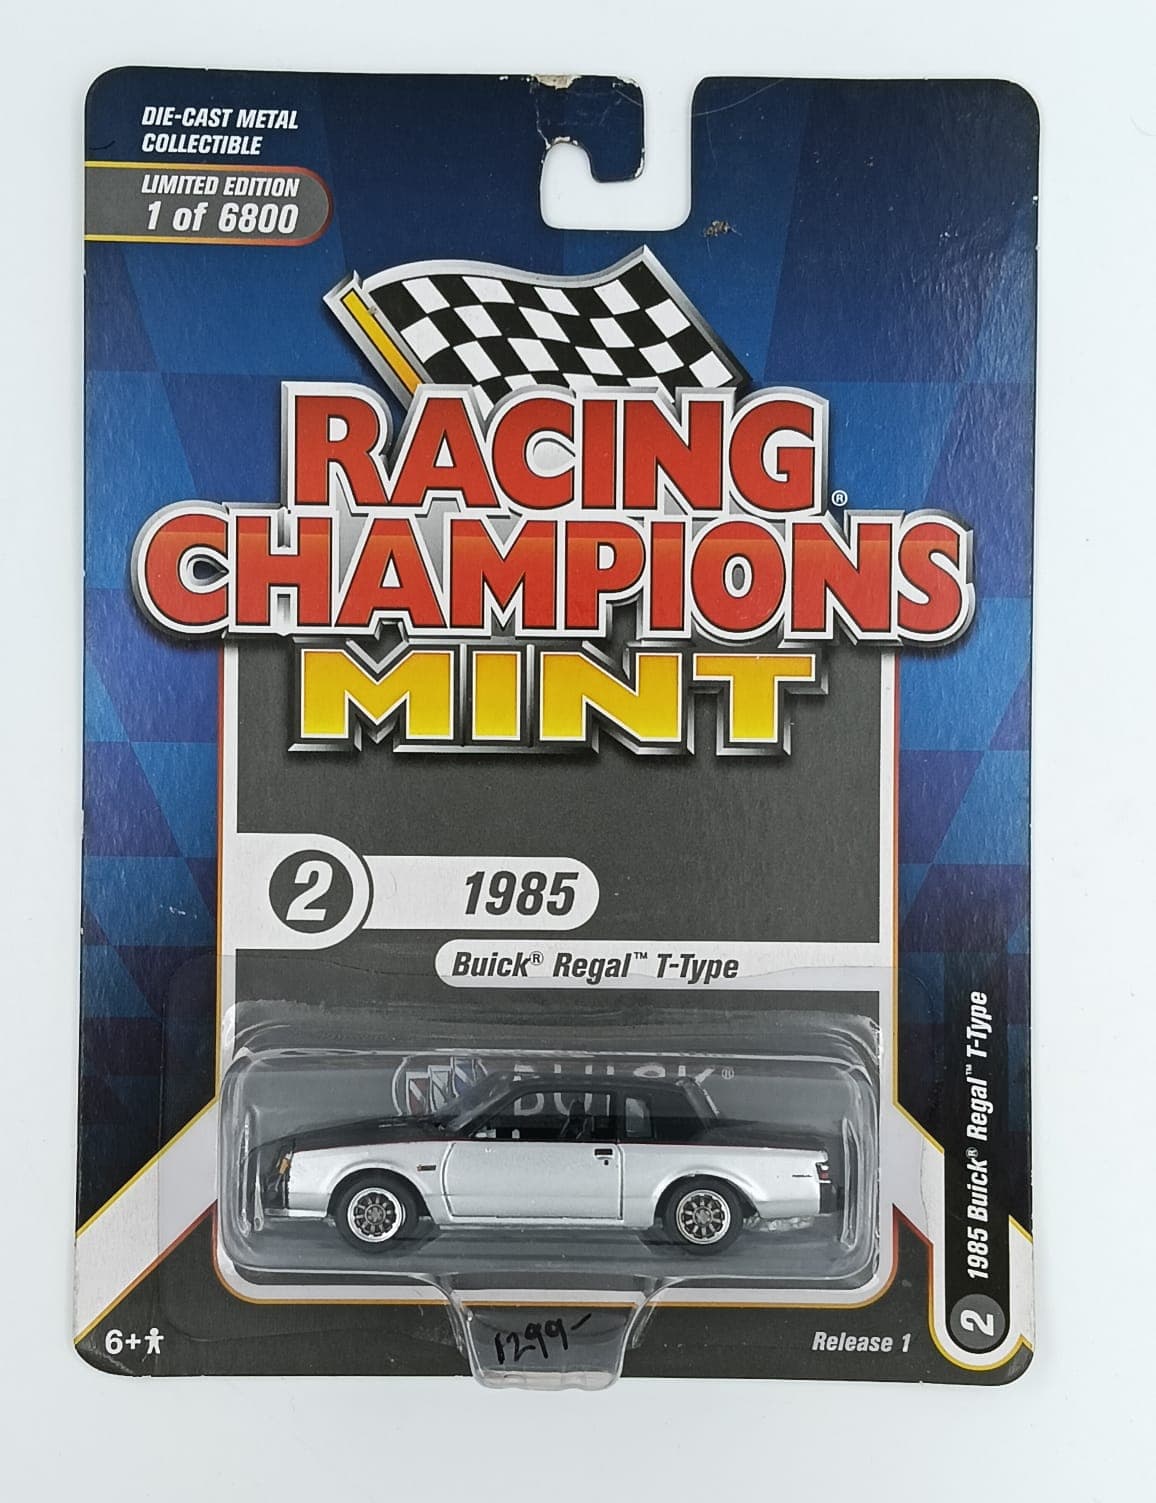 DIE-CAST METAL
COLLECTIBLE
LIMITED EDITION
1 of 6800
RACING
CHAMPIONS®
MINT
2
1985
Buick® Regal™ T-Type
BUICK®
1299-
6+
Release 1
2 1985 Buick® Regal™ T-Type